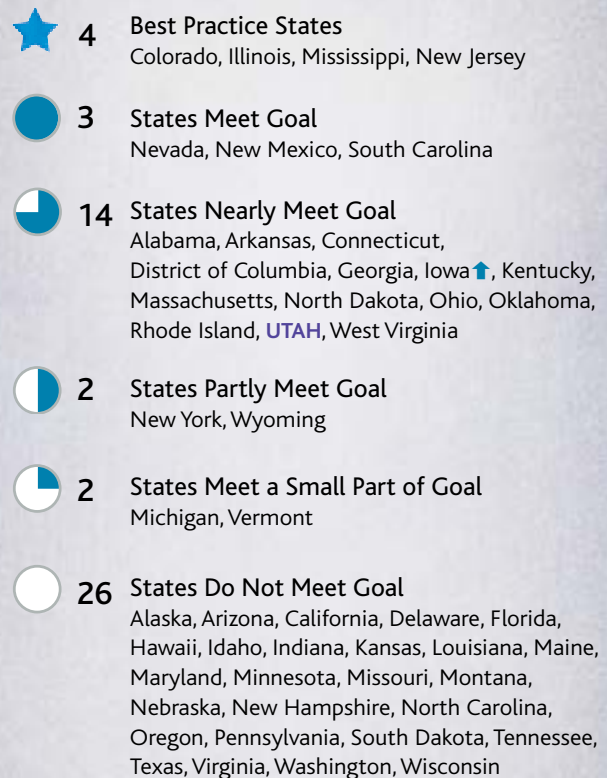 4 Best Practice States
Colorado, Illinois, Mississippi, New Jersey
3 States Meet Goal
Nevada, New Mexico, South Carolina
14 States Nearly Meet Goal
Alabama, Arkansas, Connecticut,
District of Columbia, Georgia, Iowa⬆, Kentucky,
Massachusetts, North Dakota, Ohio, Oklahoma,
Rhode Island, UTAH, West Virginia
2 States Partly Meet Goal
New York, Wyoming
2 States Meet a Small Part of Goal
Michigan, Vermont
26 States Do Not Meet Goal
Alaska, Arizona, California, Delaware, Florida,
Hawaii, Idaho, Indiana, Kansas, Louisiana, Maine,
Maryland, Minnesota, Missouri, Montana,
Nebraska, New Hampshire, North Carolina,
Oregon, Pennsylvania, South Dakota, Tennessee,
Texas, Virginia, Washington, Wisconsin